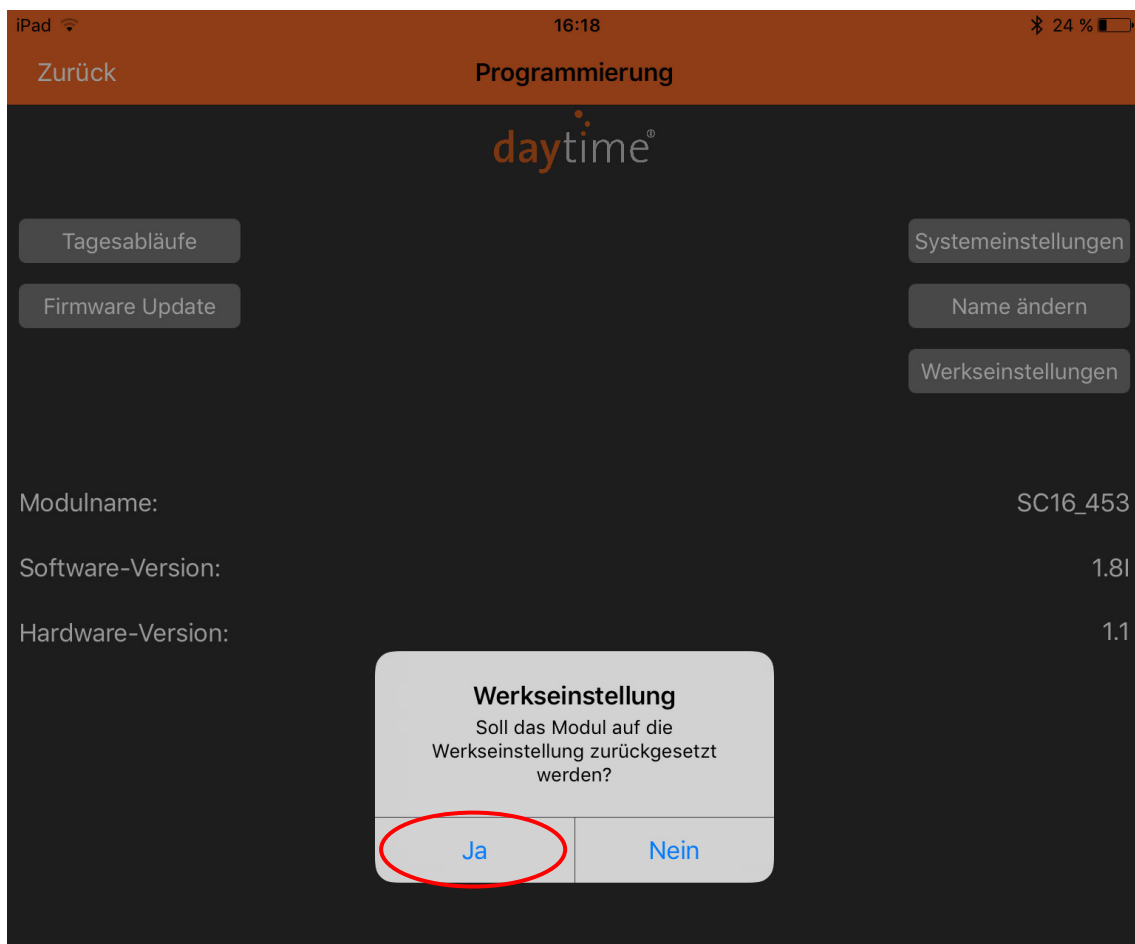 iPad 16:18 24 %
Zurück Programmierung
daytime®
Tagesabläufe Systemeinstellungen
Firmware Update Name ändern
Werkseinstellungen
Modulname: SC16_453
Software-Version: 1.8l
Hardware-Version: 1.1
Werkseinstellung
Soll das Modul auf die
Werkseinstellung zurückgesetzt
werden?
Ja Nein